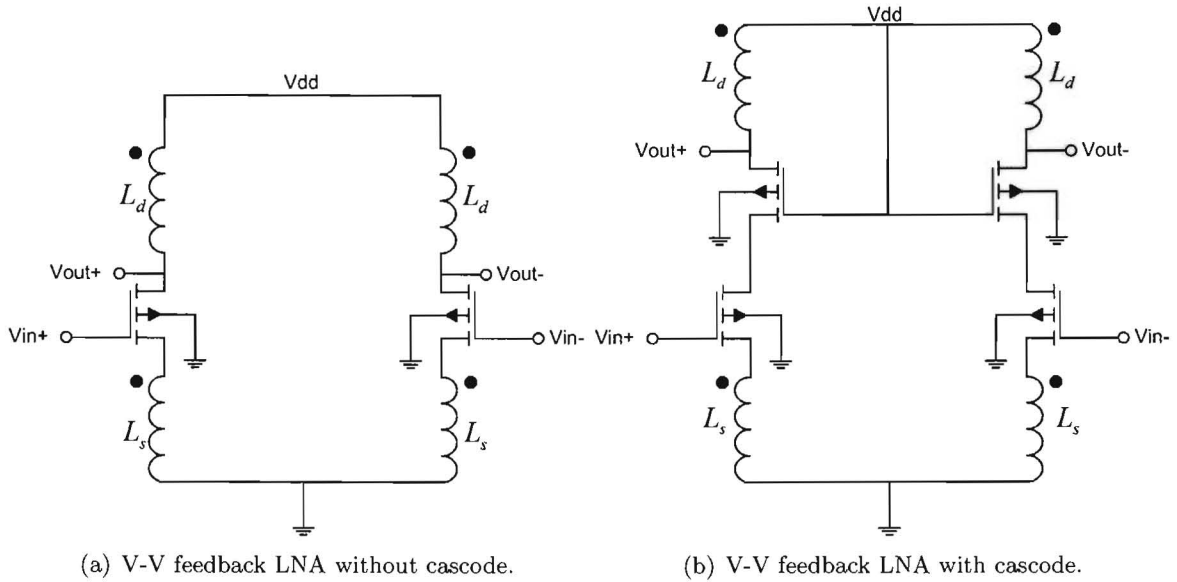 Vdd
L_d
L_d
Vout+
Vout-
Vin+
Vin-
L_s
L_s
(a) V-V feedback LNA without cascode.
Vdd
L_d
L_d
Vout+
Vout-
Vin+
Vin-
L_s
L_s
(b) V-V feedback LNA with cascode.